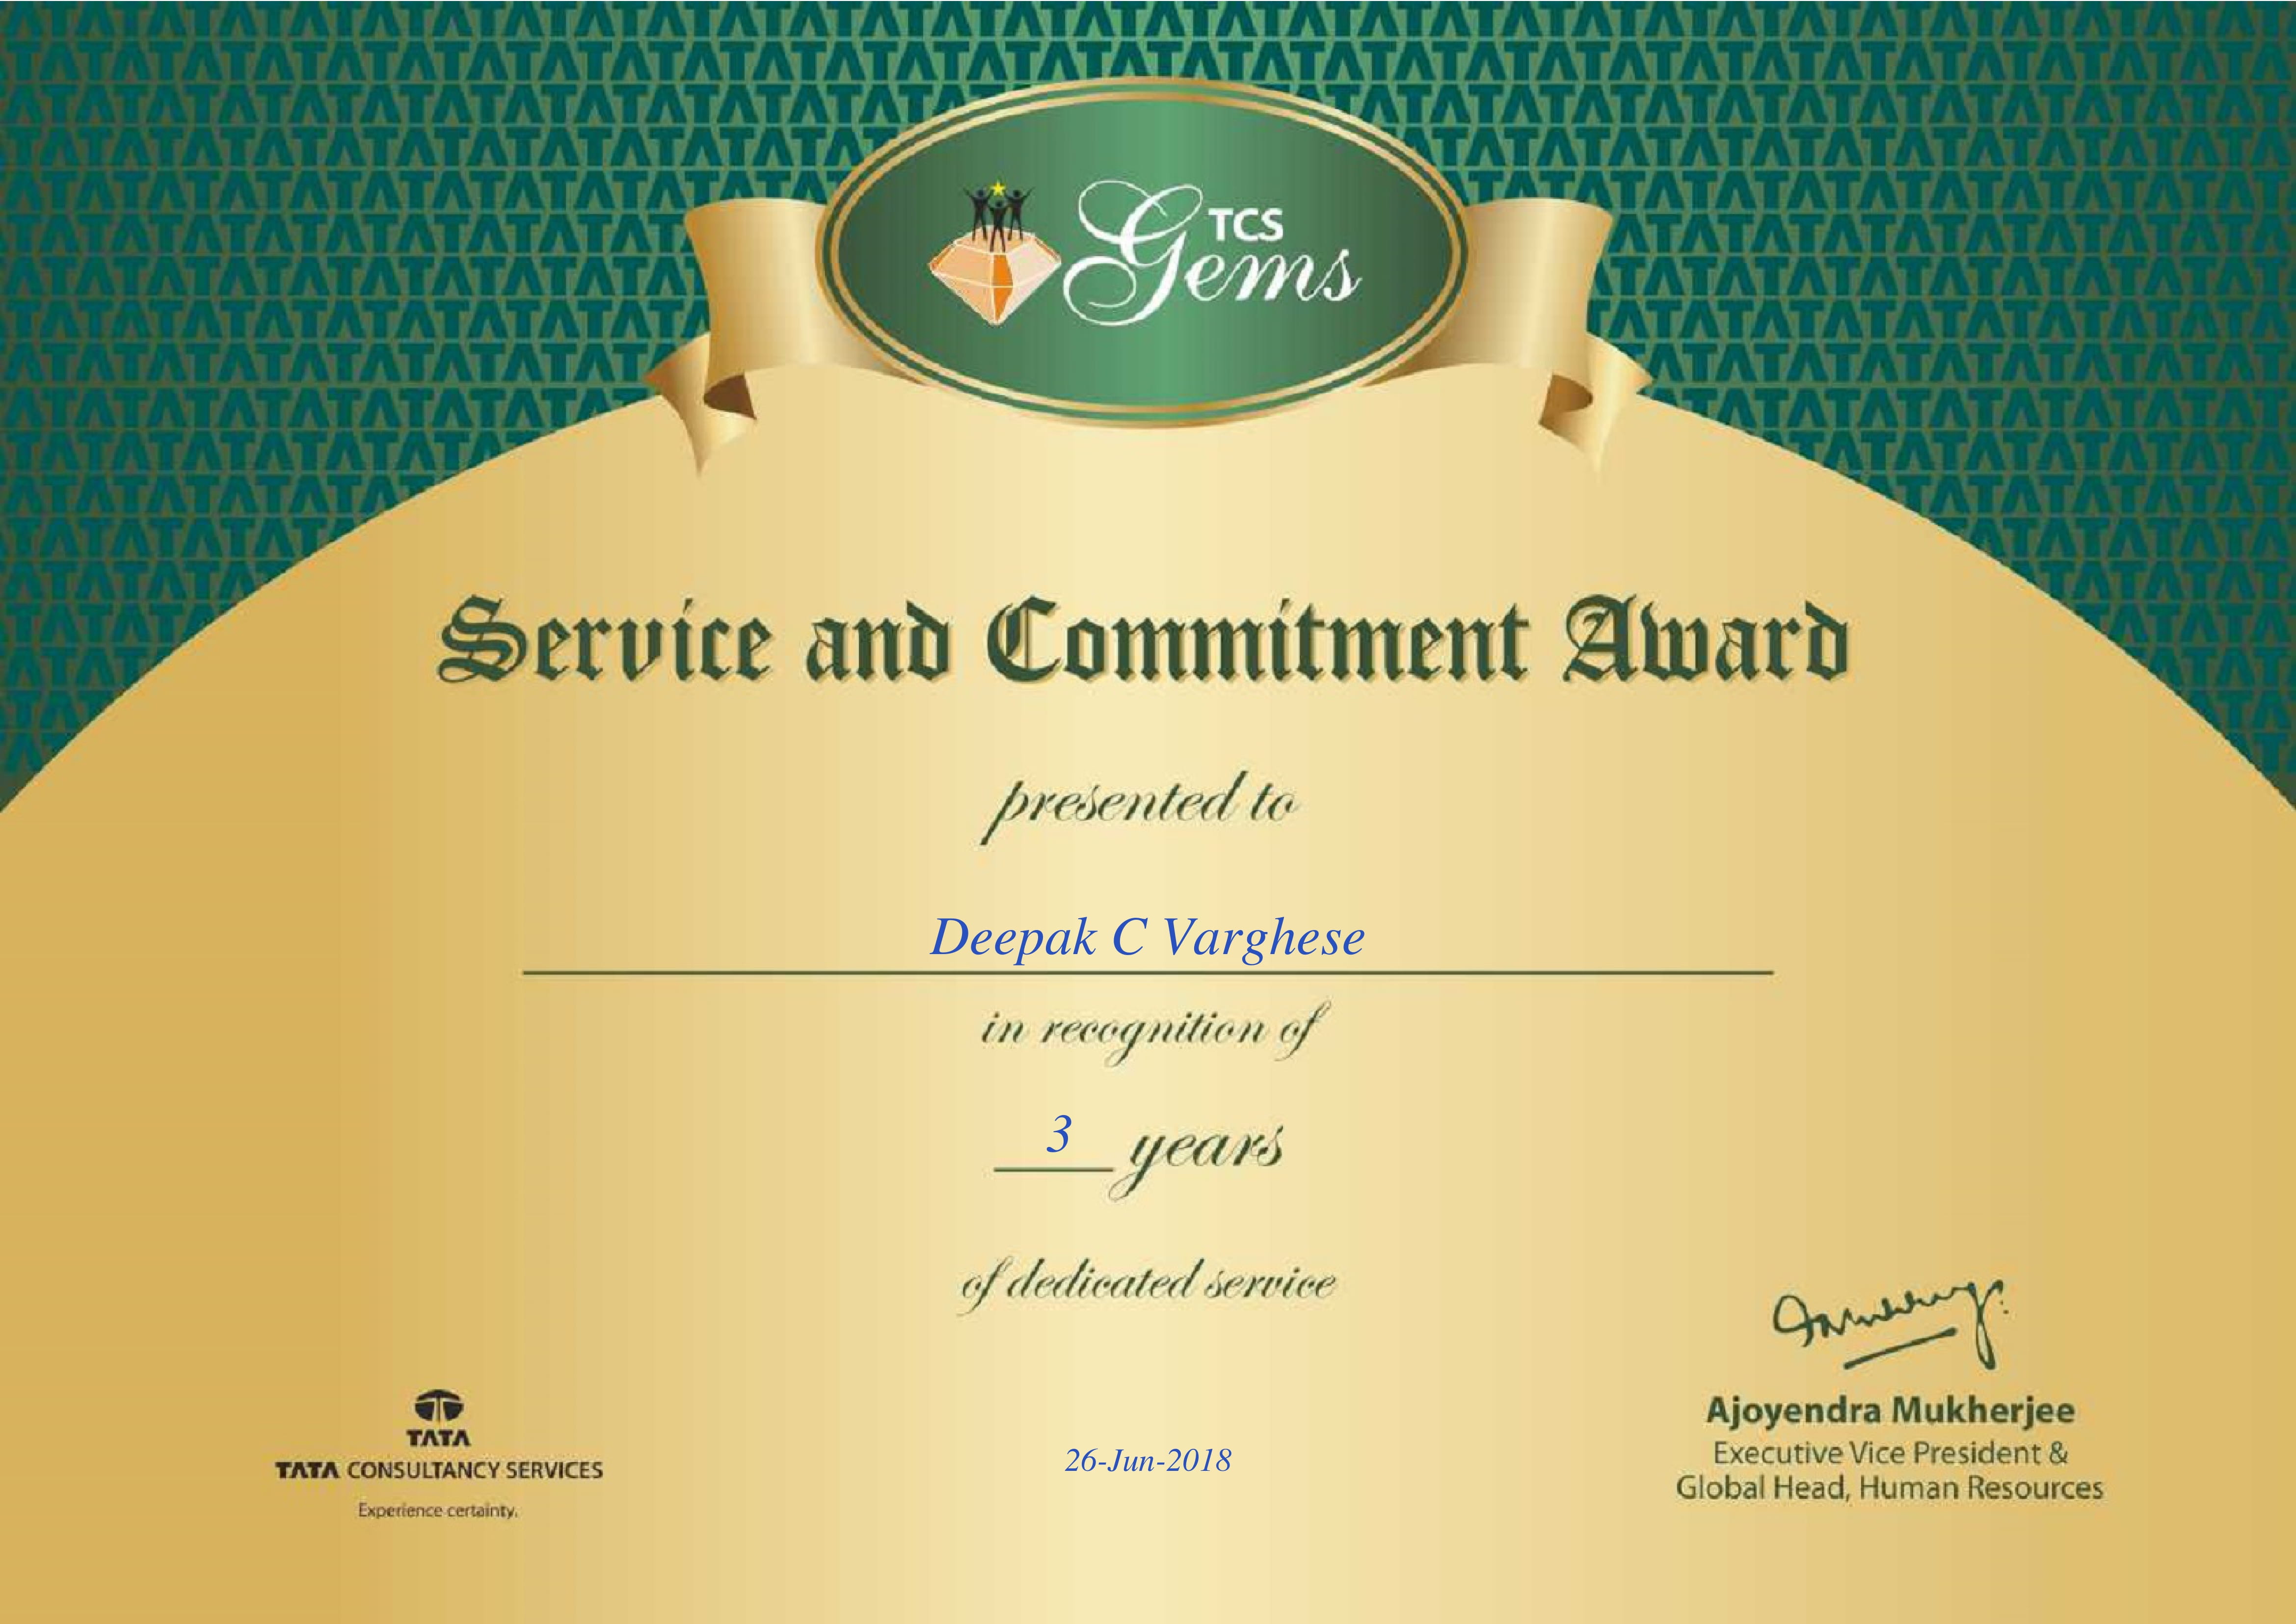 TCS
Gems
Service and Commitment Award
presented to
Deepak C Varghese
in recognition of
3 years
of dedicated service
TATA
TATA CONSULTANCY SERVICES
Experience certainty.
26-Jun-2018
Ajoyendra Mukherjee
Executive Vice President &
Global Head, Human Resources